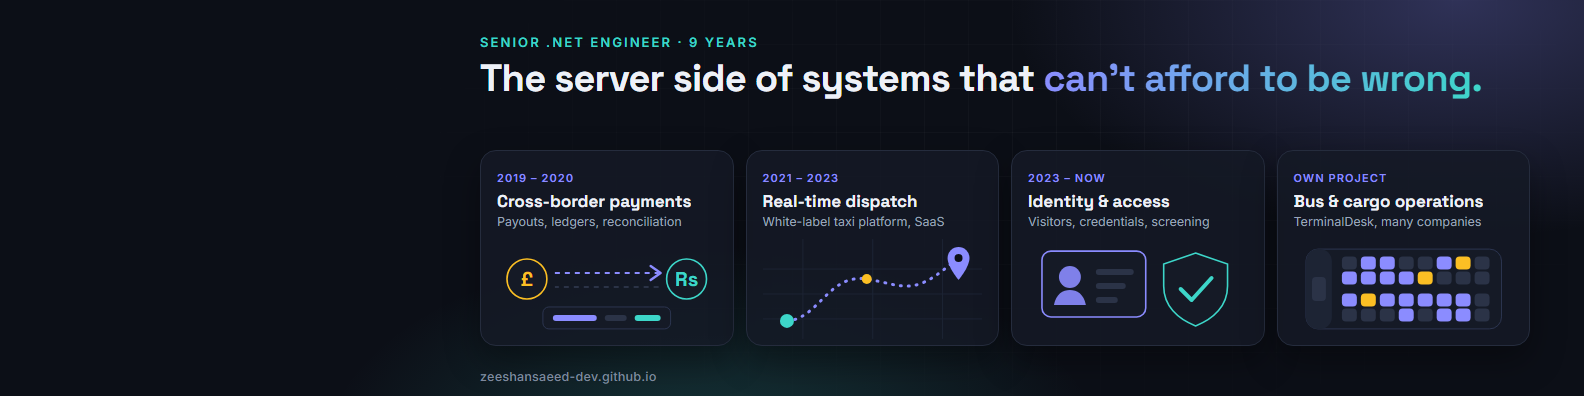 SENIOR .NET ENGINEER · 9 YEARS
The server side of systems that can't afford to be wrong.
2019 – 2020
Cross-border payments
Payouts, ledgers, reconciliation
£ Rs
2021 – 2023
Real-time dispatch
White-label taxi platform, SaaS
2023 – NOW
Identity & access
Visitors, credentials, screening
OWN PROJECT
Bus & cargo operations
TerminalDesk, many companies
zeeshansaeed-dev.github.io